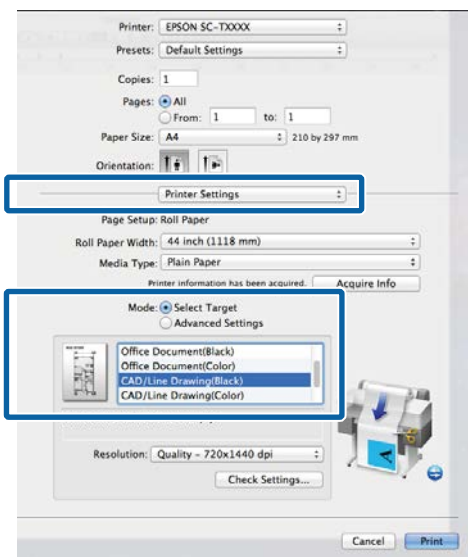 Printer: EPSON SC-TXXXX
Presets: Default Settings
Copies: 1
Pages: All
From: 1 to: 1
Paper Size: A4 210 by 297 mm
Orientation:
Printer Settings
Page Setup: Roll Paper
Roll Paper Width: 44 inch (1118 mm)
Media Type: Plain Paper
Printer information has been acquired. Acquire Info
Mode: Select Target
Advanced Settings
Office Document(Black)
Office Document(Color)
CAD/Line Drawing(Black)
CAD/Line Drawing(Color)
Resolution: Quality - 720x1440 dpi
Check Settings...
Cancel Print